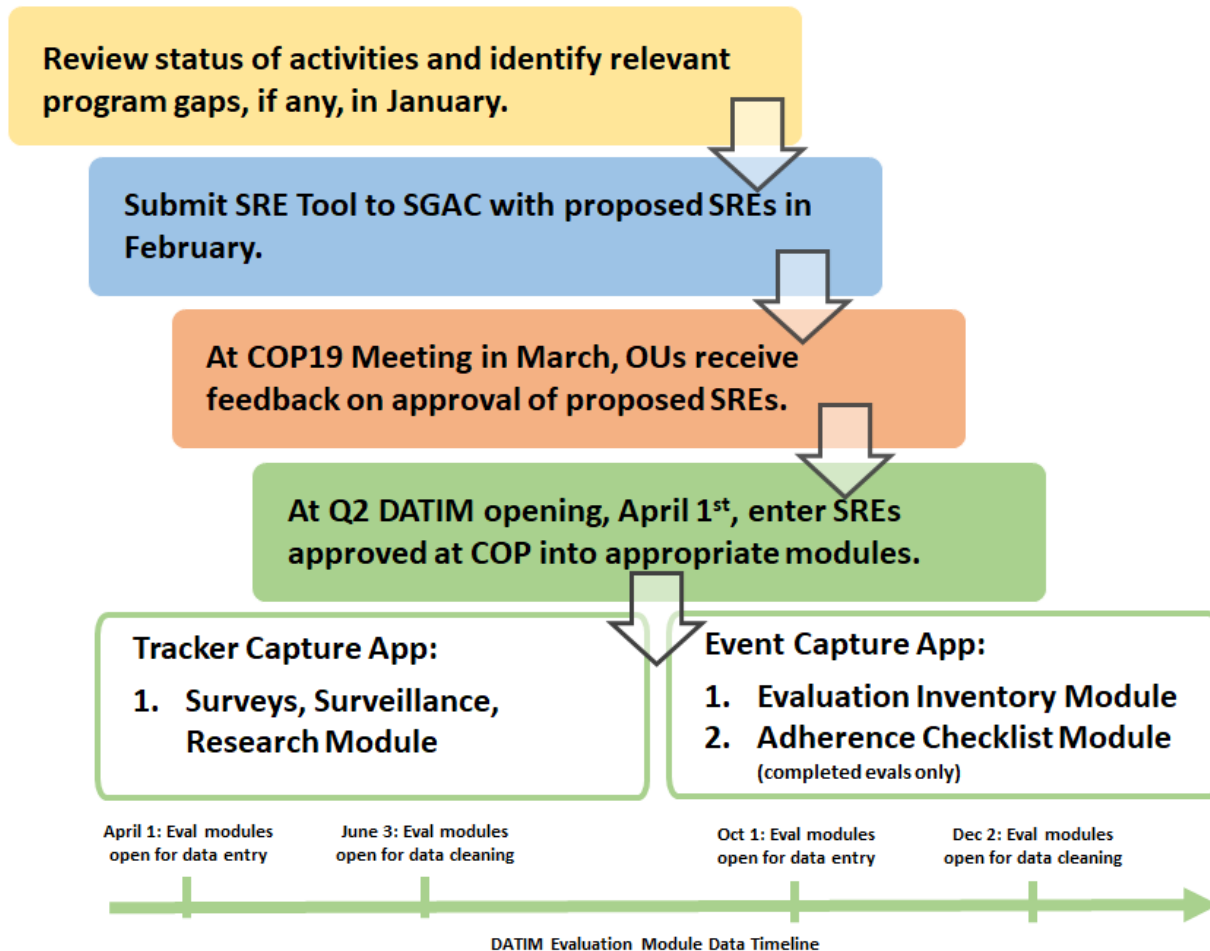 Review status of activities and identify relevant
program gaps, if any, in January.
Submit SRE Tool to SGAC with proposed SREs in
February.
At COP19 Meeting in March, OUs receive
feedback on approval of proposed SREs.
At Q2 DATIM opening, April 1st, enter SREs
approved at COP into appropriate modules.
Tracker Capture App:
1. Surveys, Surveillance,
Research Module
Event Capture App:
1. Evaluation Inventory Module
2. Adherence Checklist Module
(completed evals only)
April 1: Eval modules
open for data entry
June 3: Eval modules
open for data cleaning
Oct 1: Eval modules
open for data entry
Dec 2: Eval modules
open for data cleaning
DATIM Evaluation Module Data Timeline